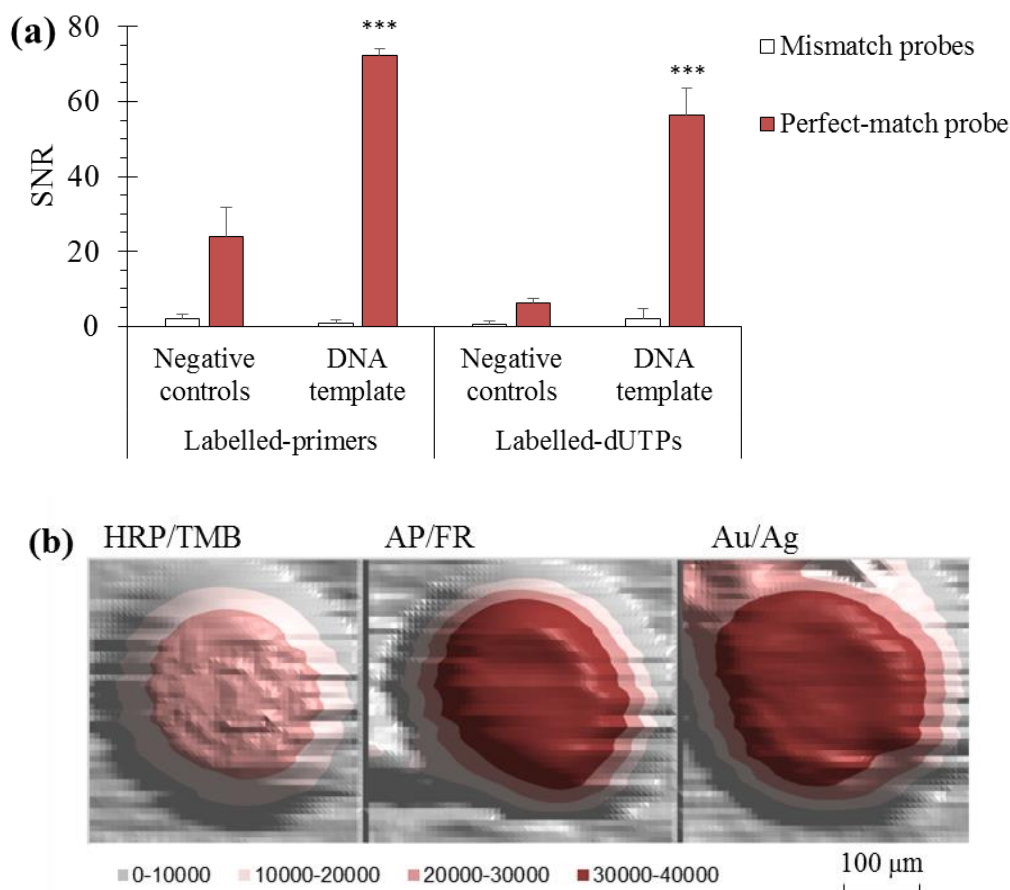 (a)
80
60
40
20
0
SNR
***
***
Mismatch probes
Perfect-match probe
Negative controls
DNA template
Negative controls
DNA template
Labelled-primers
Labelled-dUTPs
(b)
HRP/TMB
AP/FR
Au/Ag
0-10000
10000-20000
20000-30000
30000-40000
100 µm